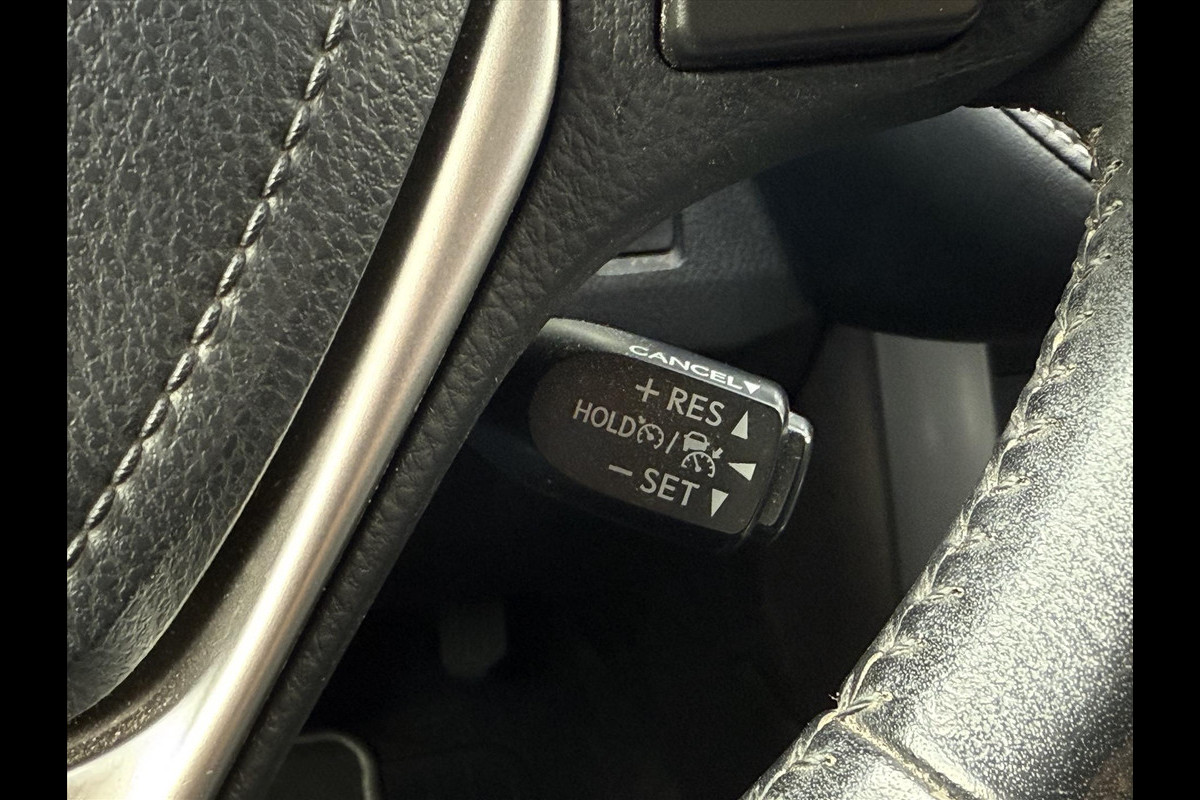 CANCEL▼
+ RES ▲
HOLD /
− SET ▼